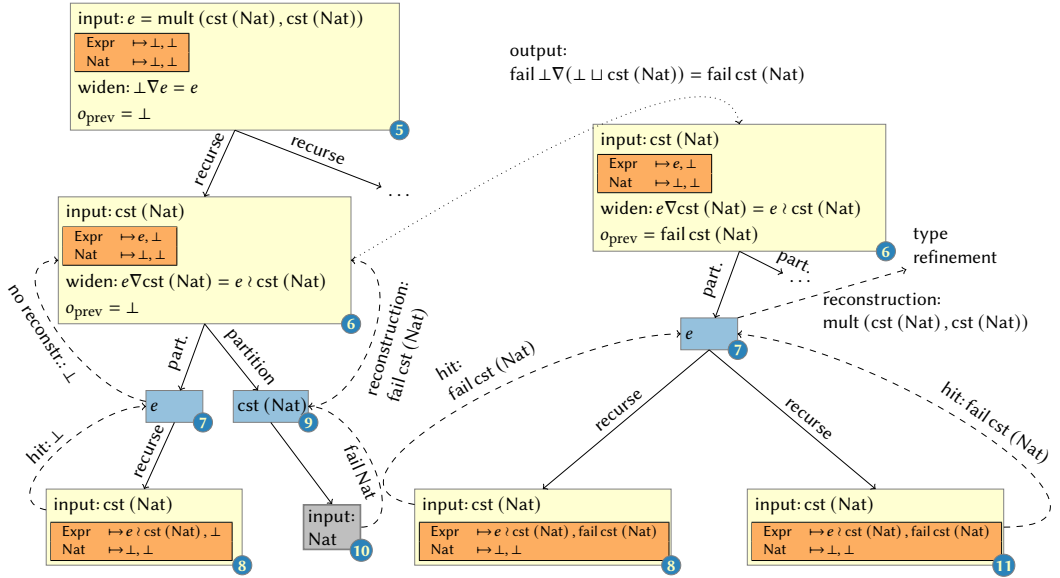 input: e = mult (cst (Nat) , cst (Nat))
Expr ↦ ⊥, ⊥
Nat ↦ ⊥, ⊥
widen: ⊥∇e = e
o_prev = ⊥
5
recurse
recurse
...
output:
fail ⊥∇(⊥ ⊔ cst (Nat)) = fail cst (Nat)
input: cst (Nat)
Expr ↦ e, ⊥
Nat ↦ ⊥, ⊥
widen: e∇cst (Nat) = e ≀ cst (Nat)
o_prev = ⊥
6
no reconstr.: ⊥
reconstruction:
fail cst (Nat)
part.
partition
e
7
cst (Nat)
9
hit: ⊥
recurse
fail Nat
input: cst (Nat)
Expr ↦ e ≀ cst (Nat) , ⊥
Nat ↦ ⊥, ⊥
8
input:
Nat
10
input: cst (Nat)
Expr ↦ e, ⊥
Nat ↦ ⊥, ⊥
widen: e∇cst (Nat) = e ≀ cst (Nat)
o_prev = fail cst (Nat)
6
part.
part.
...
type
refinement
reconstruction:
mult (cst (Nat) , cst (Nat))
e
7
hit:
fail cst (Nat)
recurse
recurse
hit: fail cst (Nat)
input: cst (Nat)
Expr ↦ e ≀ cst (Nat) , fail cst (Nat)
Nat ↦ ⊥, ⊥
8
input: cst (Nat)
Expr ↦ e ≀ cst (Nat) , fail cst (Nat)
Nat ↦ ⊥, ⊥
11